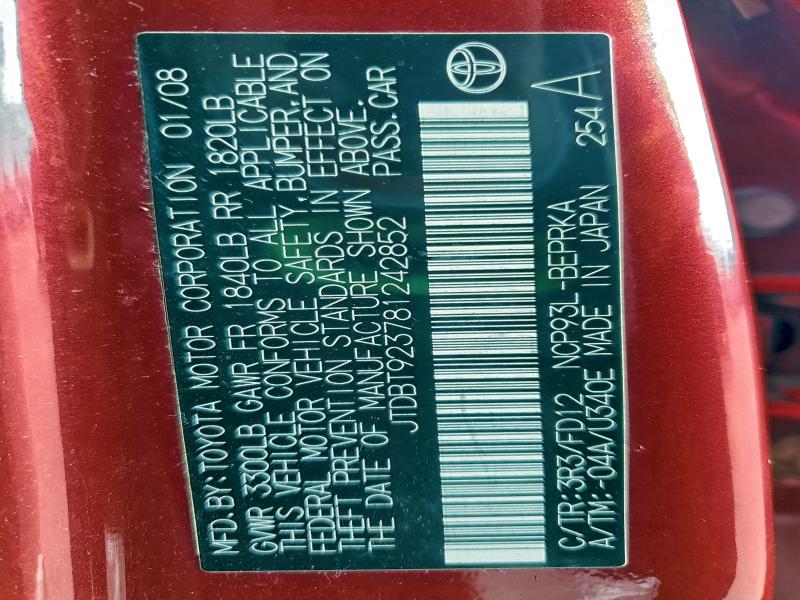 MFD. BY: TOYOTA MOTOR CORPORATION 01/08
GVWR 3300LB GAWR FR 1840LB RR 1820LB
THIS VEHICLE CONFORMS TO ALL APPLICABLE
FEDERAL MOTOR VEHICLE SAFETY, BUMPER, AND
THEFT PREVENTION STANDARDS IN EFFECT ON
THE DATE OF MANUFACTURE SHOWN ABOVE.
JTDBT923781242852 PASS. CAR
C/TR: 3R3/FD12 NCP93L-BEPRKA
A/TM: -04A/U340E MADE IN JAPAN 254 A